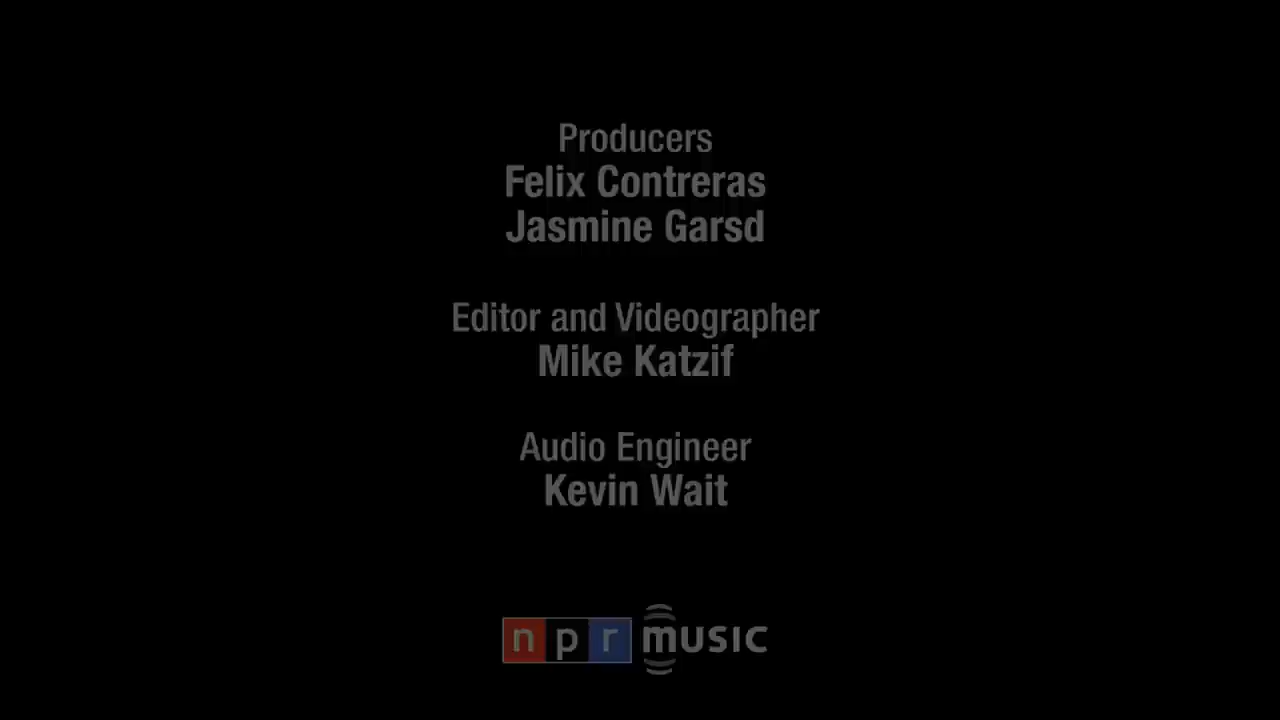 Producers
Felix Contreras
Jasmine Garsd
Editor and Videographer
Mike Katzif
Audio Engineer
Kevin Wait
npr music